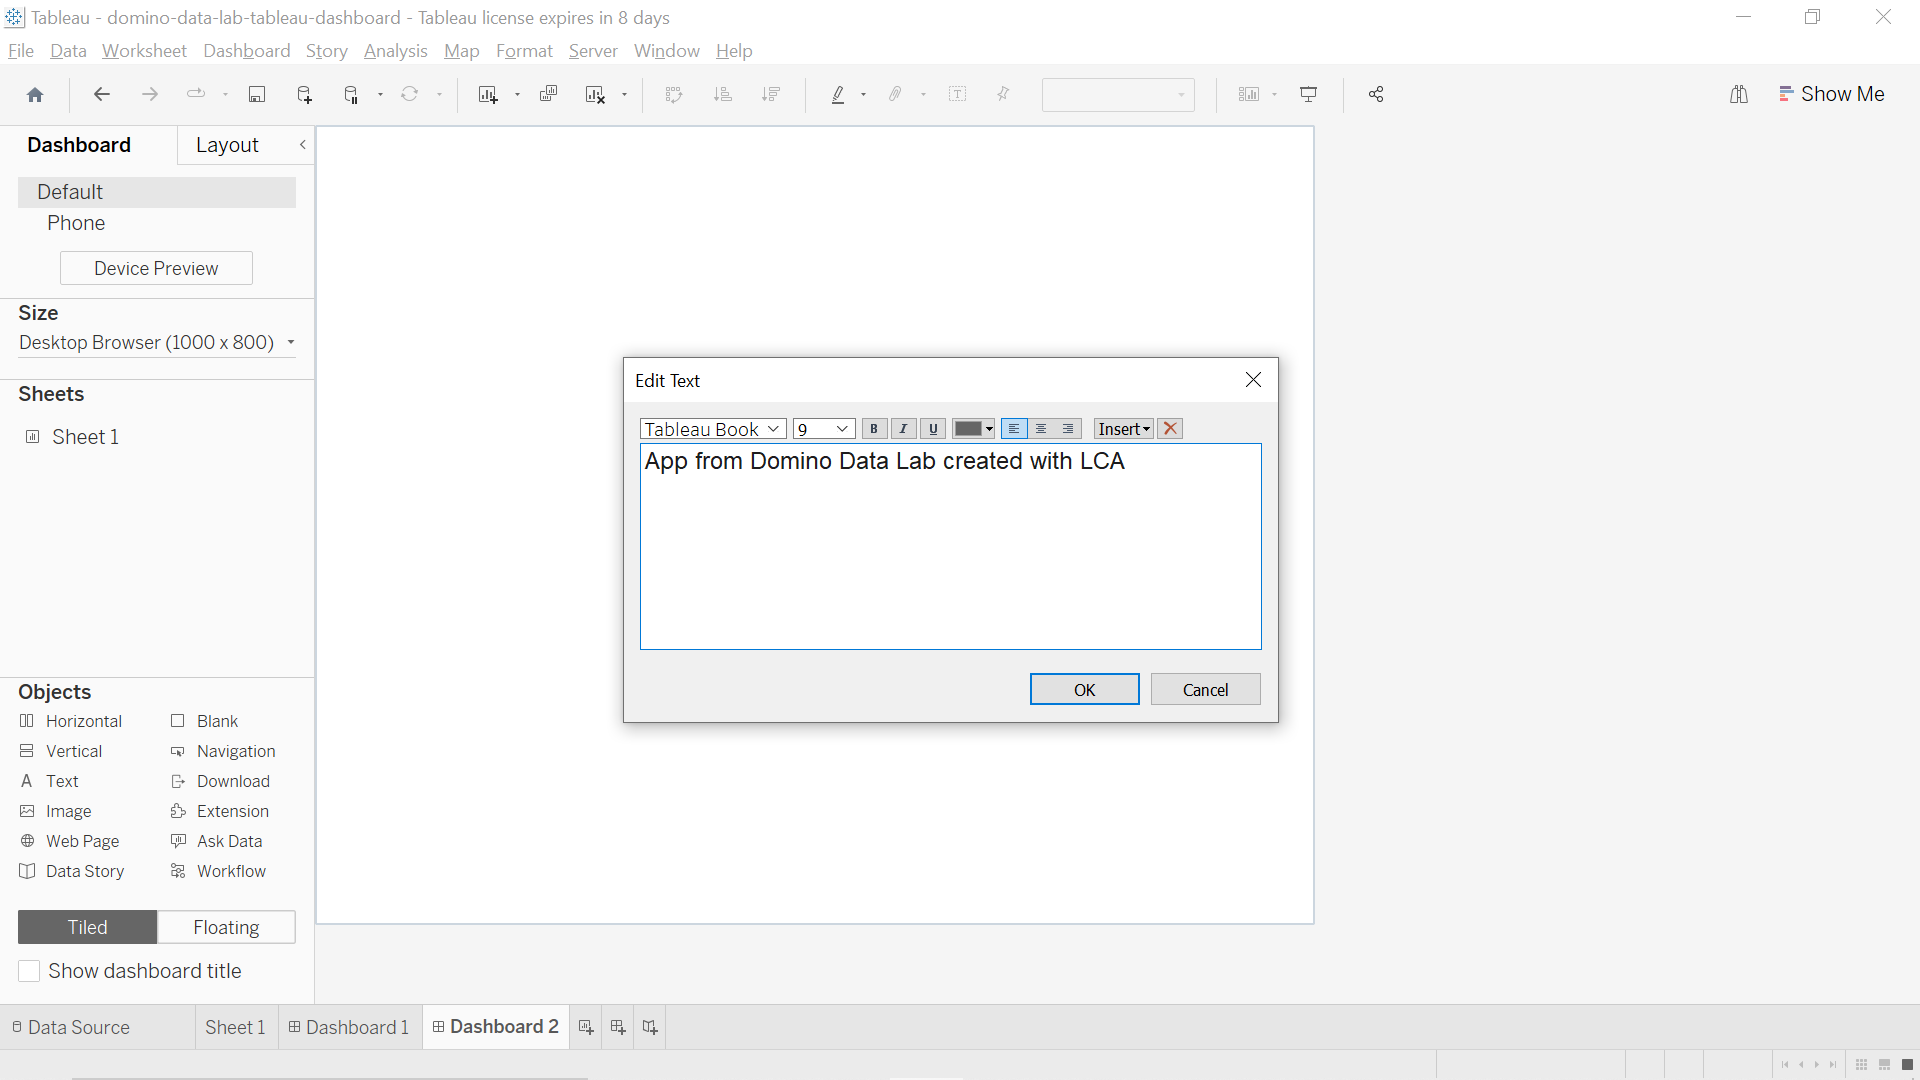 Tableau - domino-data-lab-tableau-dashboard - Tableau license expires in 8 days
File Data Worksheet Dashboard Story Analysis Map Format Server Window Help
Show Me
Dashboard Layout
Default
Phone
Device Preview
Size
Desktop Browser (1000 x 800)
Sheets
Sheet 1
Edit Text
Tableau Book 9 B I U Insert
App from Domino Data Lab created with LCA
OK Cancel
Objects
Horizontal Blank
Vertical Navigation
A Text Download
Image Extension
Web Page Ask Data
Data Story Workflow
Tiled Floating
Show dashboard title
Data Source Sheet 1 Dashboard 1 Dashboard 2